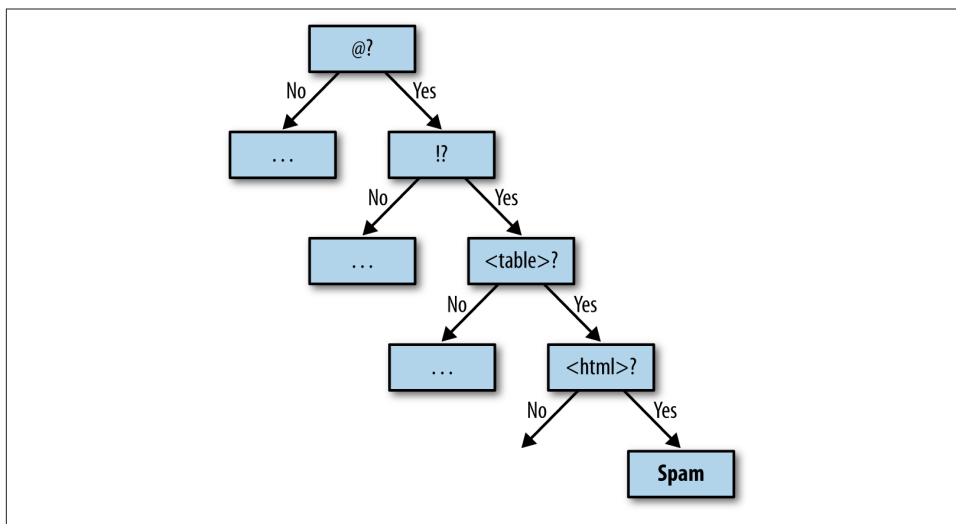 @?
No
Yes
...
!?
No
Yes
...
<table>?
No
Yes
...
<html>?
No
Yes
Spam